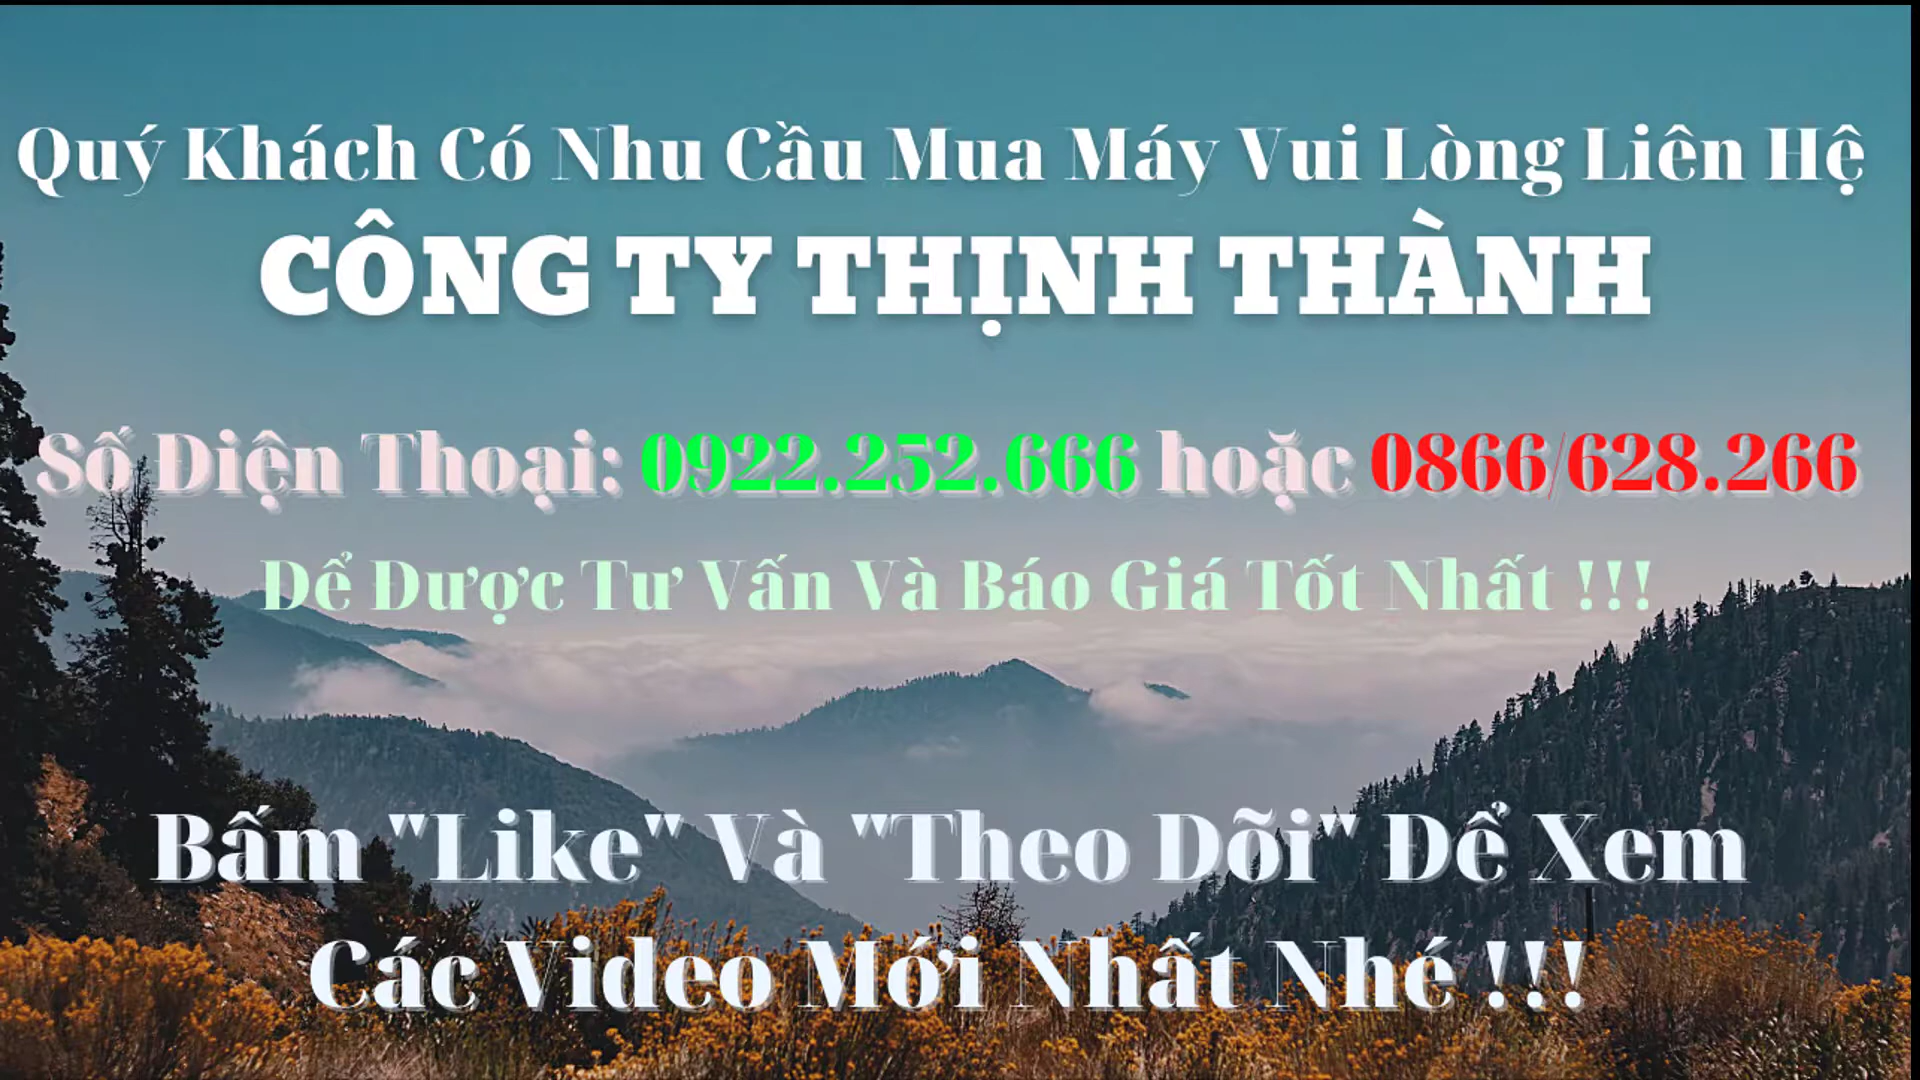 Quý Khách Có Nhu Cầu Mua Máy Vui Lòng Liên Hệ
CÔNG TY THỊNH THÀNH
Số Điện Thoại: 0922.252.666 hoặc 0866/628.266
Để Được Tư Vấn Và Báo Giá Tốt Nhất !!!
Bấm "Like" Và "Theo Dõi" Để Xem
Các Video Mới Nhất Nhé !!!